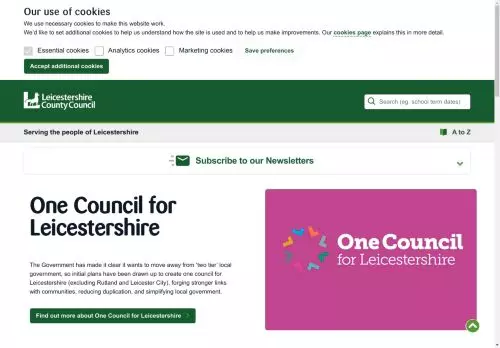 Our use of cookies
We use necessary cookies to make this website work.
We'd like to set additional cookies to help us understand how the site is used and to help us make improvements. Our cookies page explains this in more detail.
Essential cookies Analytics cookies Marketing cookies Save preferences
Accept additional cookies
Leicestershire
County Council
Search (eg. school term dates)
Serving the people of Leicestershire
A to Z
Subscribe to our Newsletters
One Council for
Leicestershire
The Government has made it clear it wants to move away from 'two tier' local
government, so initial plans have been drawn up to create one council for
Leicestershire (excluding Rutland and Leicester City), forging stronger links
with communities, reducing duplication, and simplifying local government.
Find out more about One Council for Leicestershire
One Council
for Leicestershire